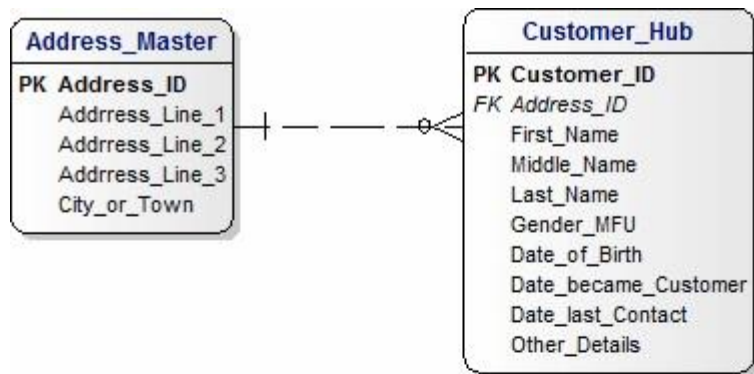 Address_Master
PK Address_ID
Addrress_Line_1
Addrress_Line_2
Addrress_Line_3
City_or_Town
Customer_Hub
PK Customer_ID
FK Address_ID
First_Name
Middle_Name
Last_Name
Gender_MFU
Date_of_Birth
Date_became_Customer
Date_last_Contact
Other_Details